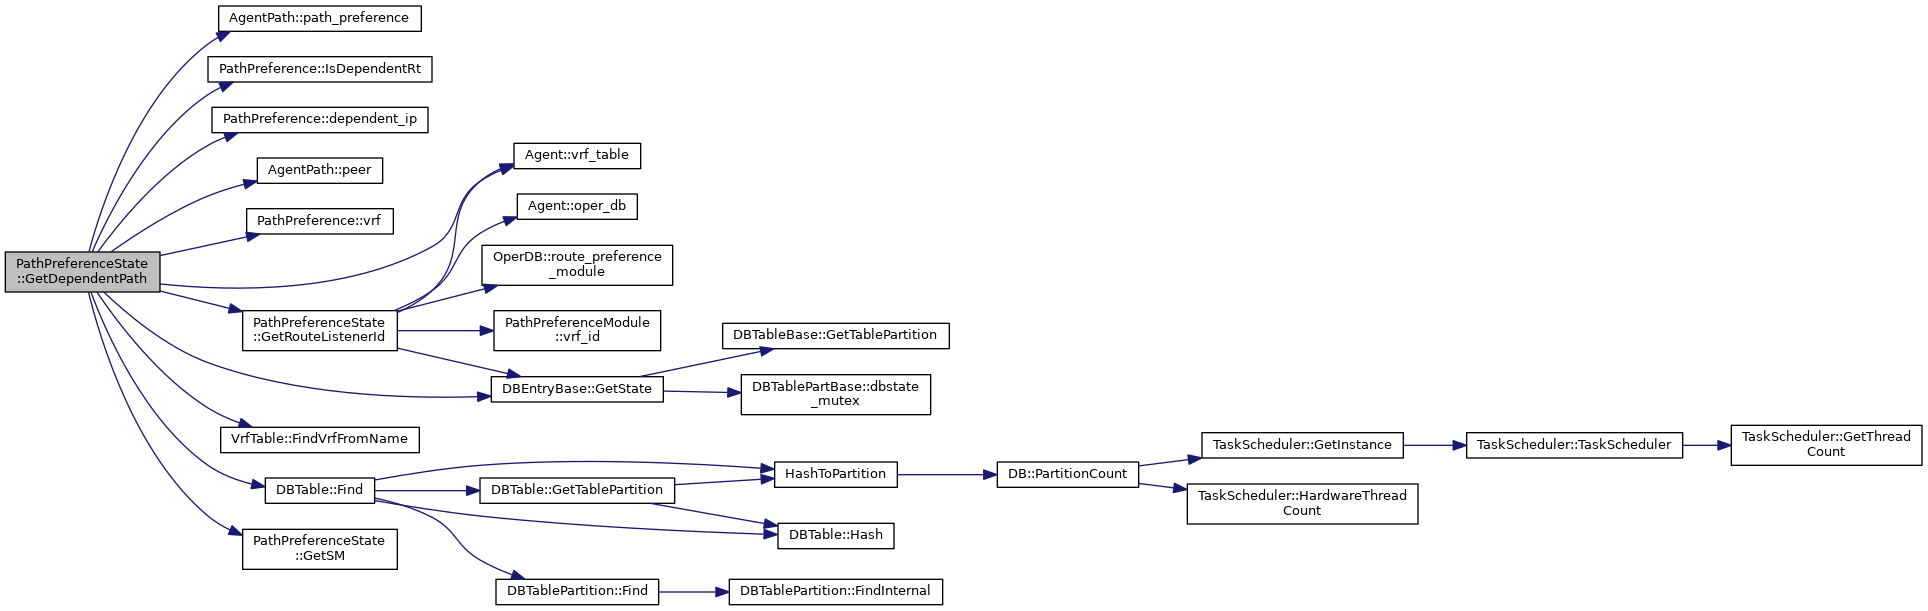 AgentPath::path_preference
PathPreference::IsDependentRt
PathPreference::dependent_ip
AgentPath::peer
PathPreference::vrf
PathPreferenceState
::GetDependentPath
PathPreferenceState
::GetRouteListenerId
VrfTable::FindVrfFromName
DBTable::Find
PathPreferenceState
::GetSM
Agent::vrf_table
Agent::oper_db
OperDB::route_preference
_module
PathPreferenceModule
::vrf_id
DBEntryBase::GetState
DBTable::GetTablePartition
DBTablePartition::Find
DBTableBase::GetTablePartition
DBTablePartBase::dbstate
_mutex
HashToPartition
DBTable::Hash
DBTablePartition::FindInternal
DB::PartitionCount
TaskScheduler::GetInstance
TaskScheduler::HardwareThread
Count
TaskScheduler::TaskScheduler
TaskScheduler::GetThread
Count